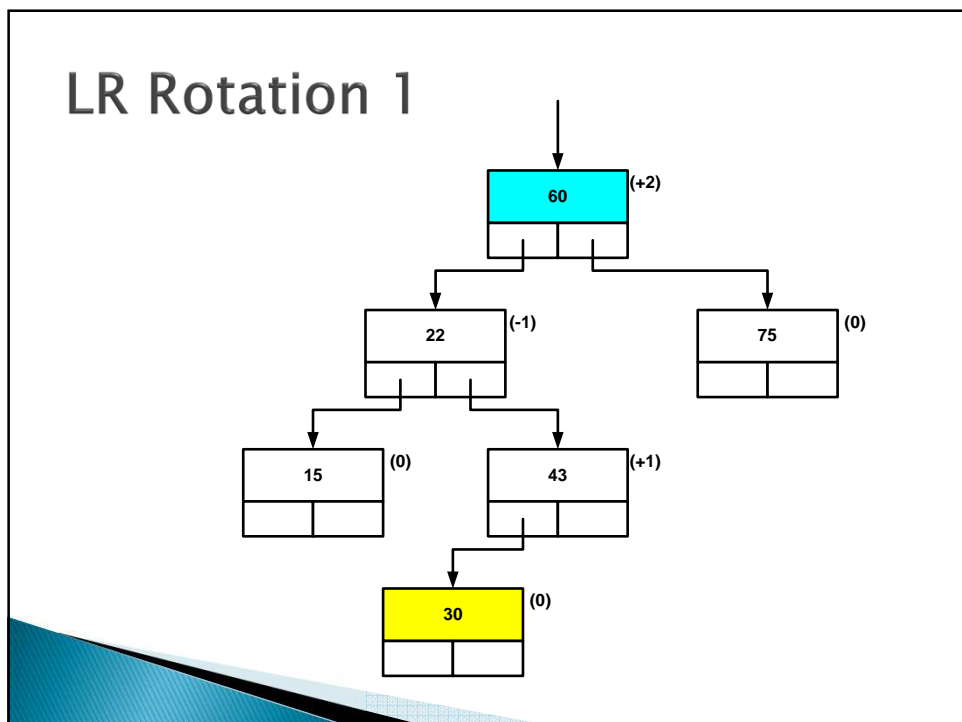 LR Rotation 1
60 (+2)
22 (-1) 75 (0)
15 (0) 43 (+1)
30 (0)